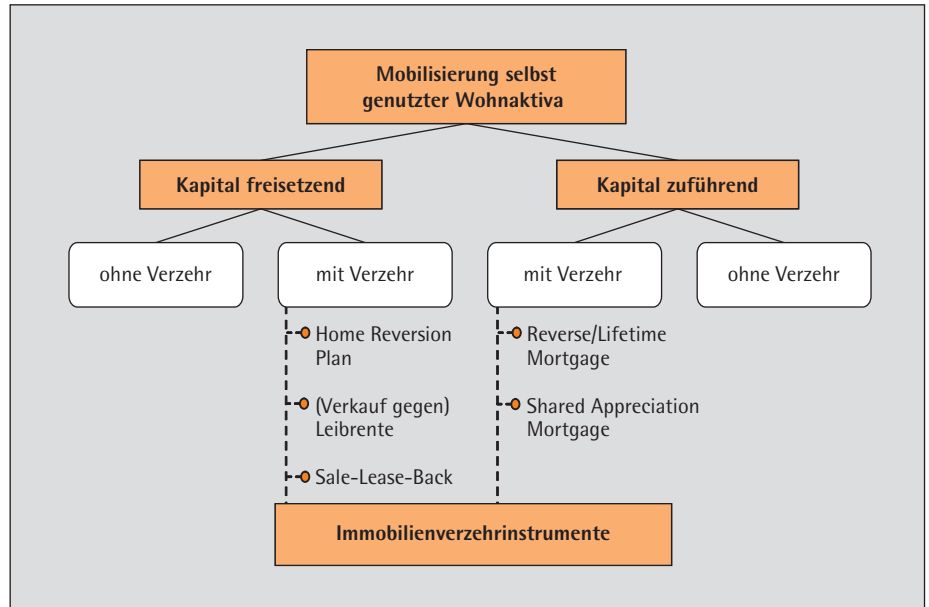 Mobilisierung selbst
genutzter Wohnaktiva
Kapital freisetzend
Kapital zuführend
ohne Verzehr
mit Verzehr
mit Verzehr
ohne Verzehr
Home Reversion
Plan
(Verkauf gegen)
Leibrente
Sale-Lease-Back
Reverse/Lifetime
Mortgage
Shared Appreciation
Mortgage
Immobilienverzehrinstrumente